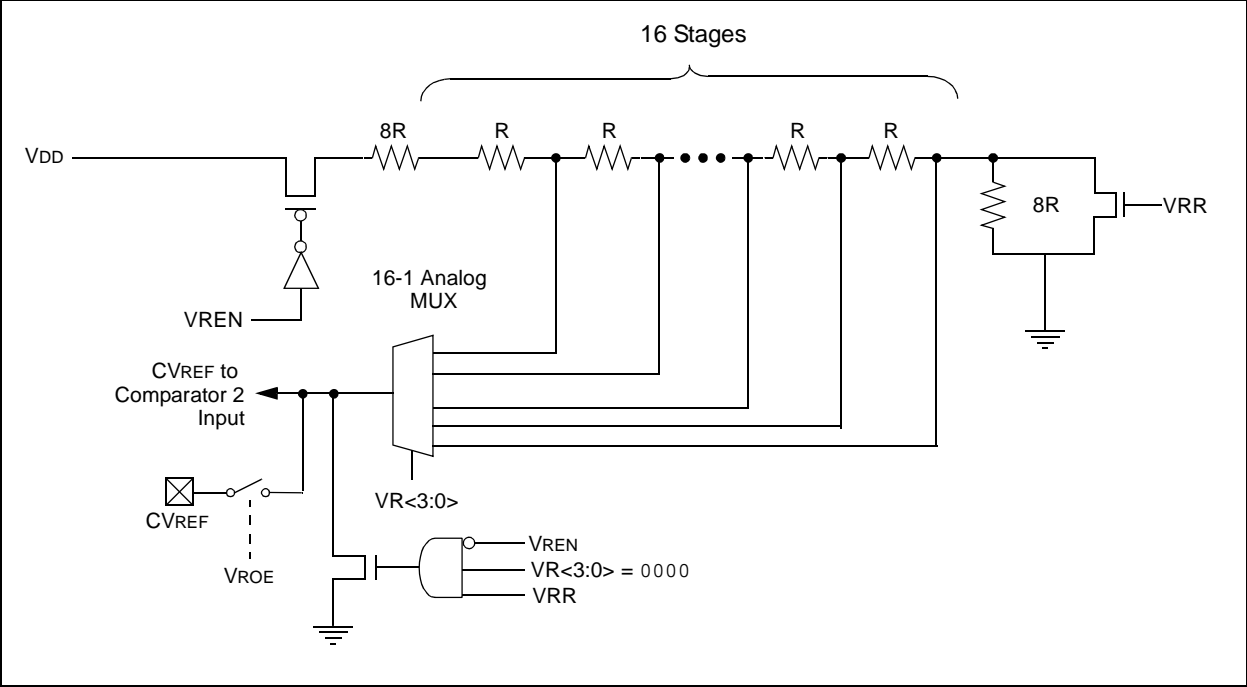 16 Stages
8R R R R R
VDD
8R
VRR
16-1 Analog
MUX
VREN
CVREF to
Comparator 2
Input
VR<3:0>
CVREF
VREN
VR<3:0> = 0000
VROE
VRR